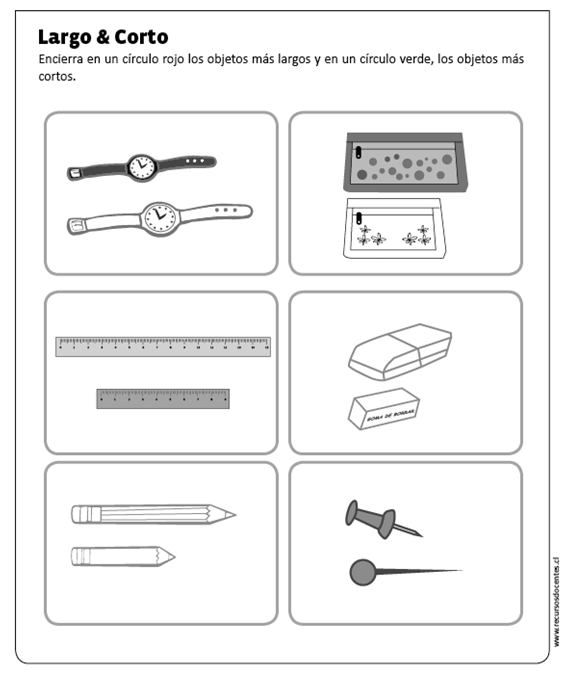 Largo & Corto
Encierra en un círculo rojo los objetos más largos y en un círculo verde, los objetos más
cortos.
GOMA DE BORRAR
www.recursosdocentes.cl